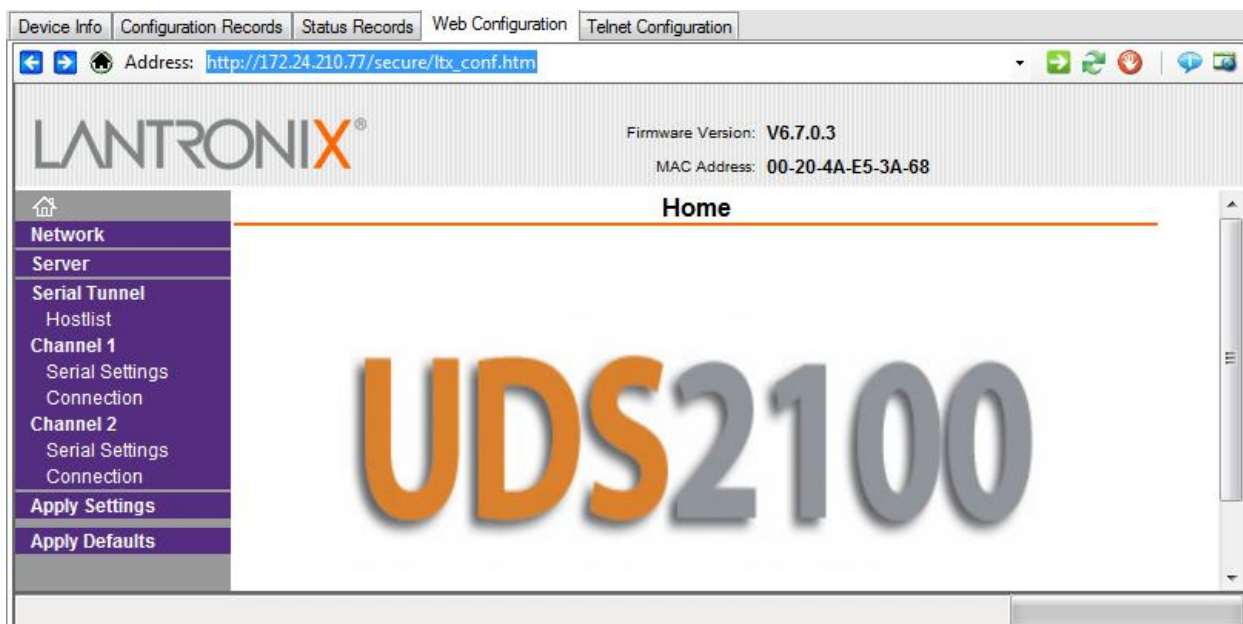 Device Info Configuration Records Status Records Web Configuration Telnet Configuration
Address: http://172.24.210.77/secure/ltx_conf.htm
LANTRONIX®
Firmware Version: V6.7.0.3
MAC Address: 00-20-4A-E5-3A-68
Home
Network
Server
Serial Tunnel
Hostlist
Channel 1
Serial Settings
Connection
Channel 2
Serial Settings
Connection
Apply Settings
Apply Defaults
UDS2100